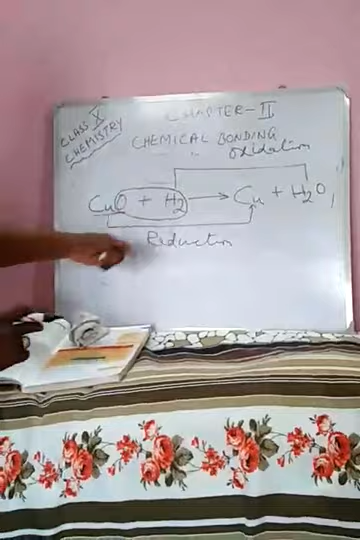 CLASS X
CHEMISTRY
CHAPTER-II
CHEMICAL BONDING
Oxidation
CuO + H2 → Cu + H2O
Reduction